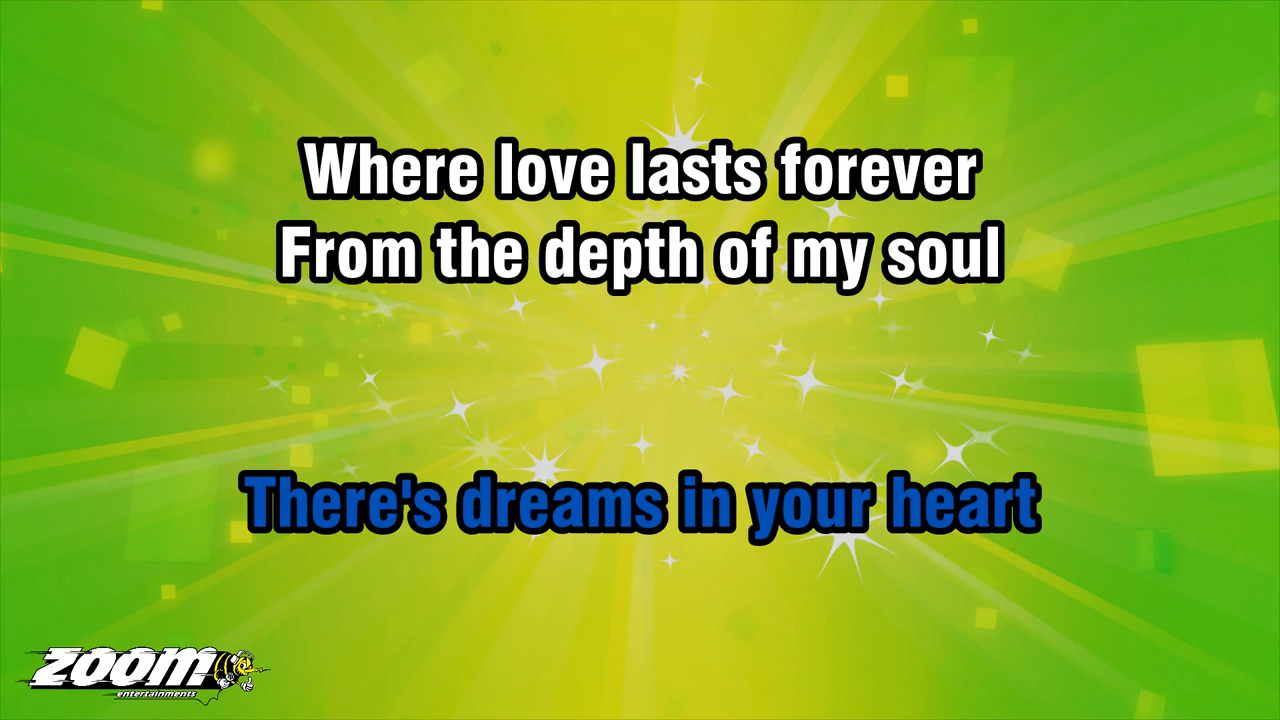 Where love lasts forever
From the depth of my soul
There's dreams in your heart
zoom
entertainments